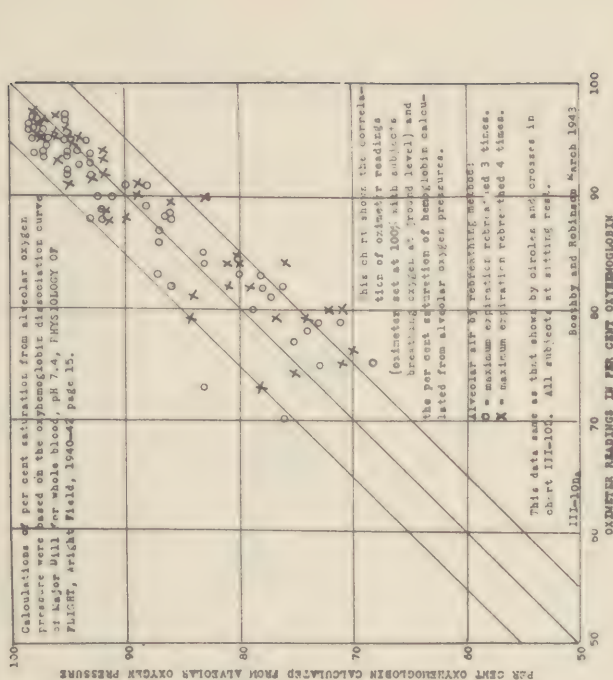 Calculations of per cent saturation from alveolar oxygen
pressure were based on the oxyhemoglobin dissociation curve
of Major Dill for whole blood, pH 7.4, PHYSIOLOGY OF
FLIGHT, Wright Field, 1940-42 page 15.
This chart shows the correla-
tion of oximeter readings
(oximeter set at 100% with subjects
breathing oxygen at ground level) and
the per cent saturation of hemoglobin calcu-
lated from alveolar oxygen pressures.
Alveolar air by rebreathing method:
O = maximum expiration rebreathed 3 times.
X = maximum expiration rebreathed 4 times.
This data same as that shown by circles and crosses in
chart III-10C. All subjects at sitting rest.
III-10D
Boothby and Robinson March 1943
100
90
80
70
60
50
50
60
70
80
90
100
OXIMETER READINGS IN PER CENT OXYHEMOGLOBIN
PER CENT OXYHEMOGLOBIN CALCULATED FROM ALVEOLAR OXYGEN PRESSURE